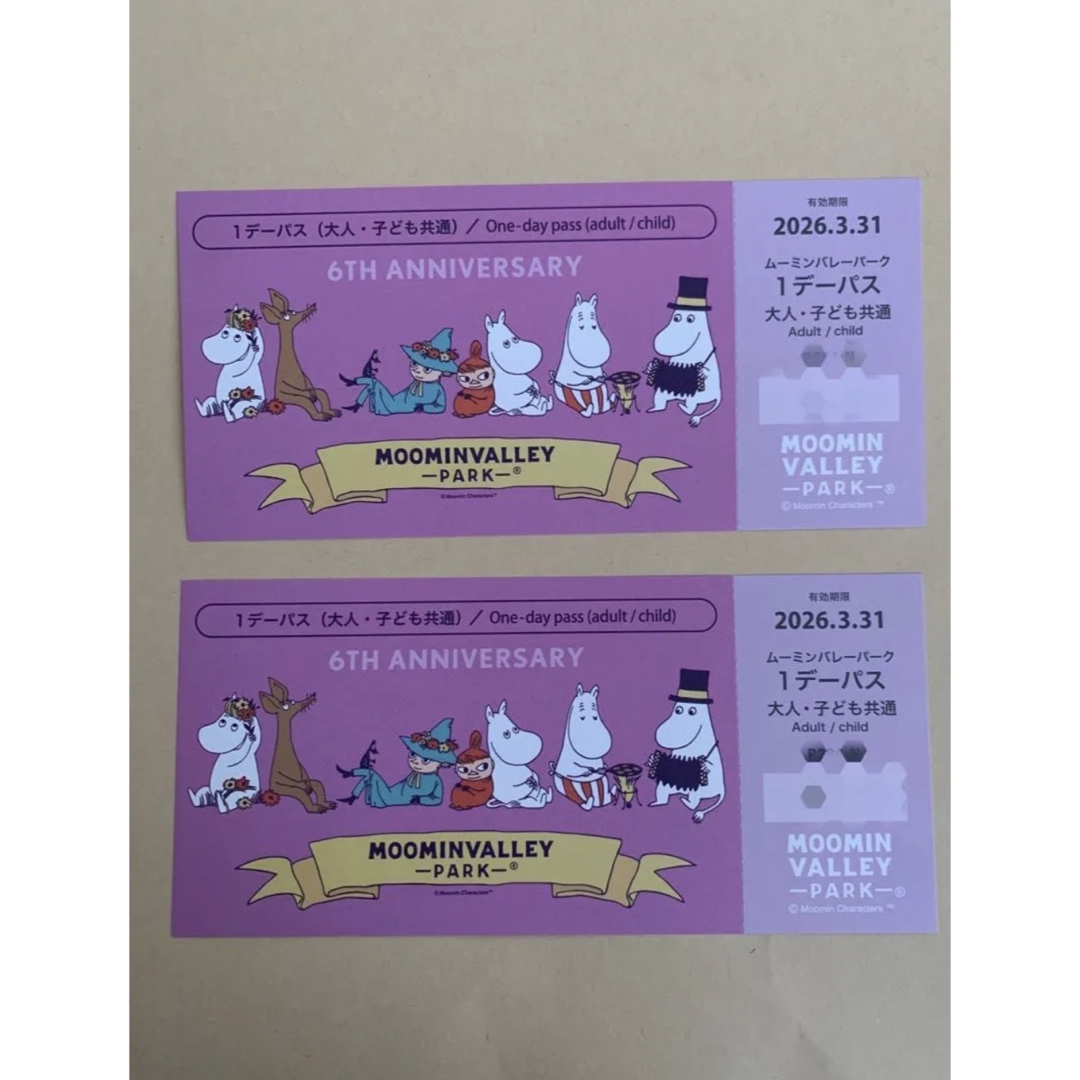 1デーパス（大人・子ども共通）／ One-day pass (adult / child)
6TH ANNIVERSARY
MOOMINVALLEY
—PARK—®
©Moomin Characters™
有効期限
2026.3.31
ムーミンバレーパーク
1デーパス
大人・子ども共通
Adult / child
MOOMIN
VALLEY
—PARK—®
© Moomin Characters ™
1デーパス（大人・子ども共通）／ One-day pass (adult / child)
6TH ANNIVERSARY
MOOMINVALLEY
—PARK—®
©Moomin Characters™
有効期限
2026.3.31
ムーミンバレーパーク
1デーパス
大人・子ども共通
Adult / child
MOOMIN
VALLEY
—PARK—®
© Moomin Characters ™